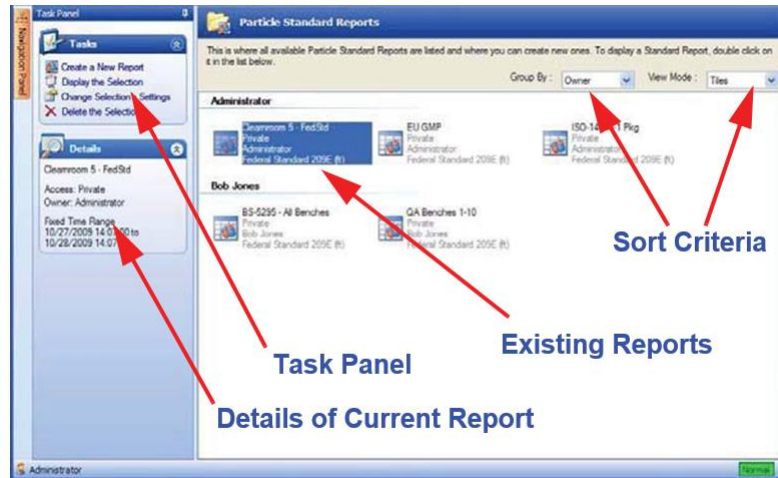 Task Panel
Navigation Panel
Tasks
Create a New Report
Display the Selection
Change Selection's Settings
Delete the Selection
Details
Cleanroom 5 - FedStd
Access: Private
Owner: Administrator
Fixed Time Range
10/27/2009 14:07:00 to
10/28/2009 14:07
Particle Standard Reports
This is where all available Particle Standard Reports are listed and where you can create new ones. To display a Standard Report, double click on
it in the list below.
Group By : Owner View Mode : Tiles
Administrator
Cleanroom 5 - FedStd
Private
Administrator
Federal Standard 209E (ft)
EU GMP
Private
Administrator
Federal Standard 209E (ft)
Pkg
Private
Administrator
Federal Standard 209E (ft)
Bob Jones
BS-5295 - All Benches
Private
Bob Jones
Federal Standard 209E (ft)
QA Benches 1-10
Private
Bob Jones
Federal Standard 209E (ft)
Sort Criteria
Existing Reports
Task Panel
Details of Current Report
Administrator
Normal